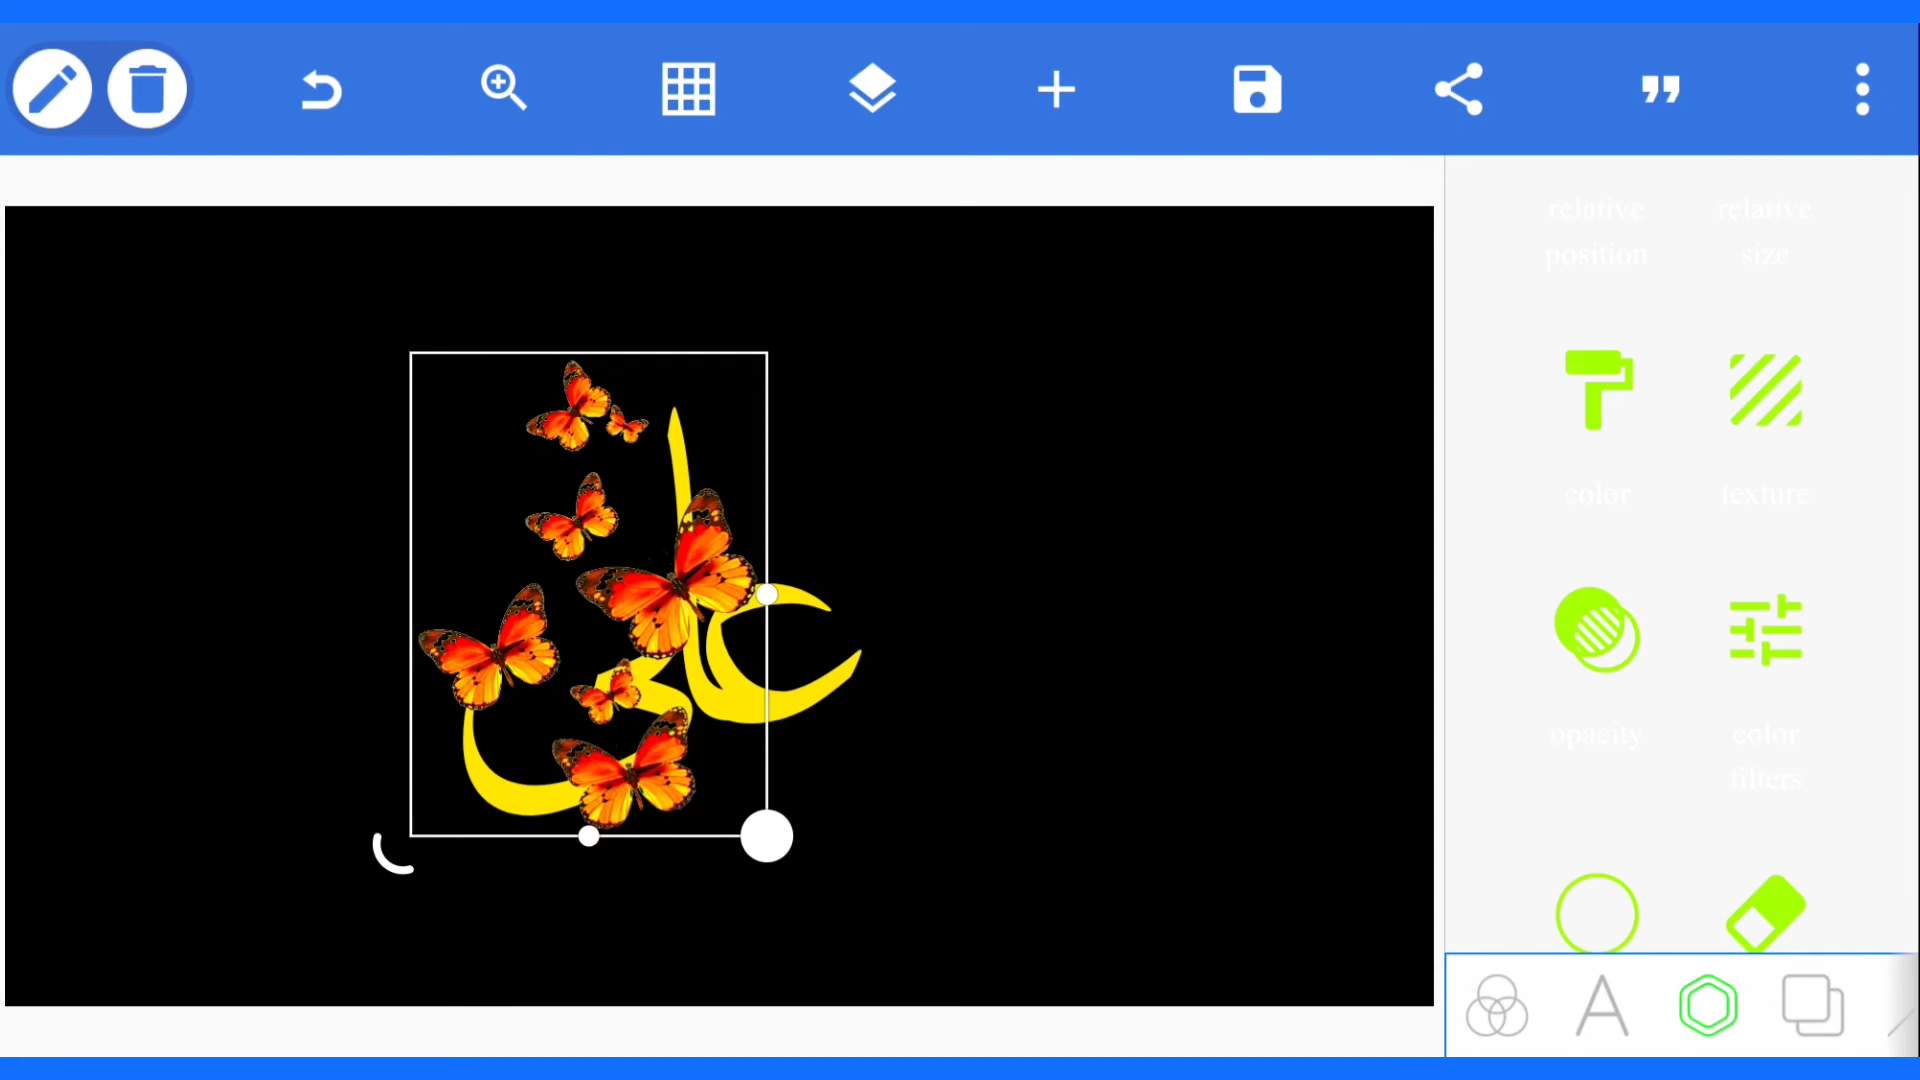 relative
position
relative
size
علی
color
texture
opacity
color
filters